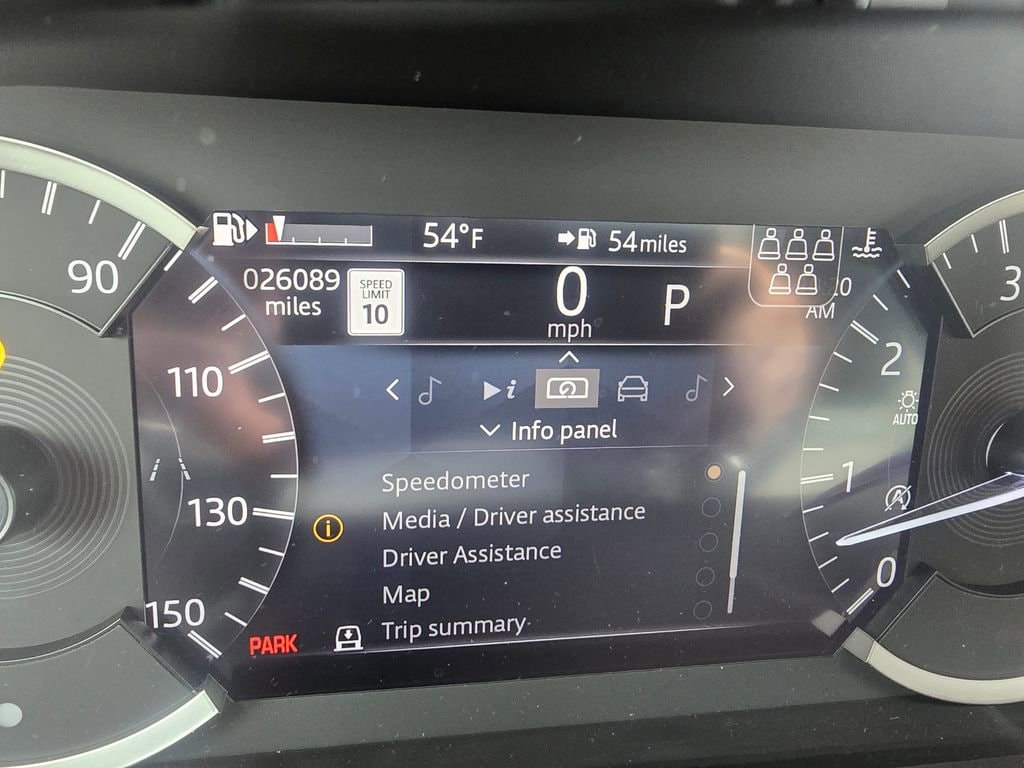 54°F
54 miles
90
026089
miles
SPEED
LIMIT
10
0
mph
P
AM
3
110
2
AUTO
Info panel
Speedometer
1
130
i
Media / Driver assistance
A
Driver Assistance
0
Map
150
Trip summary
PARK